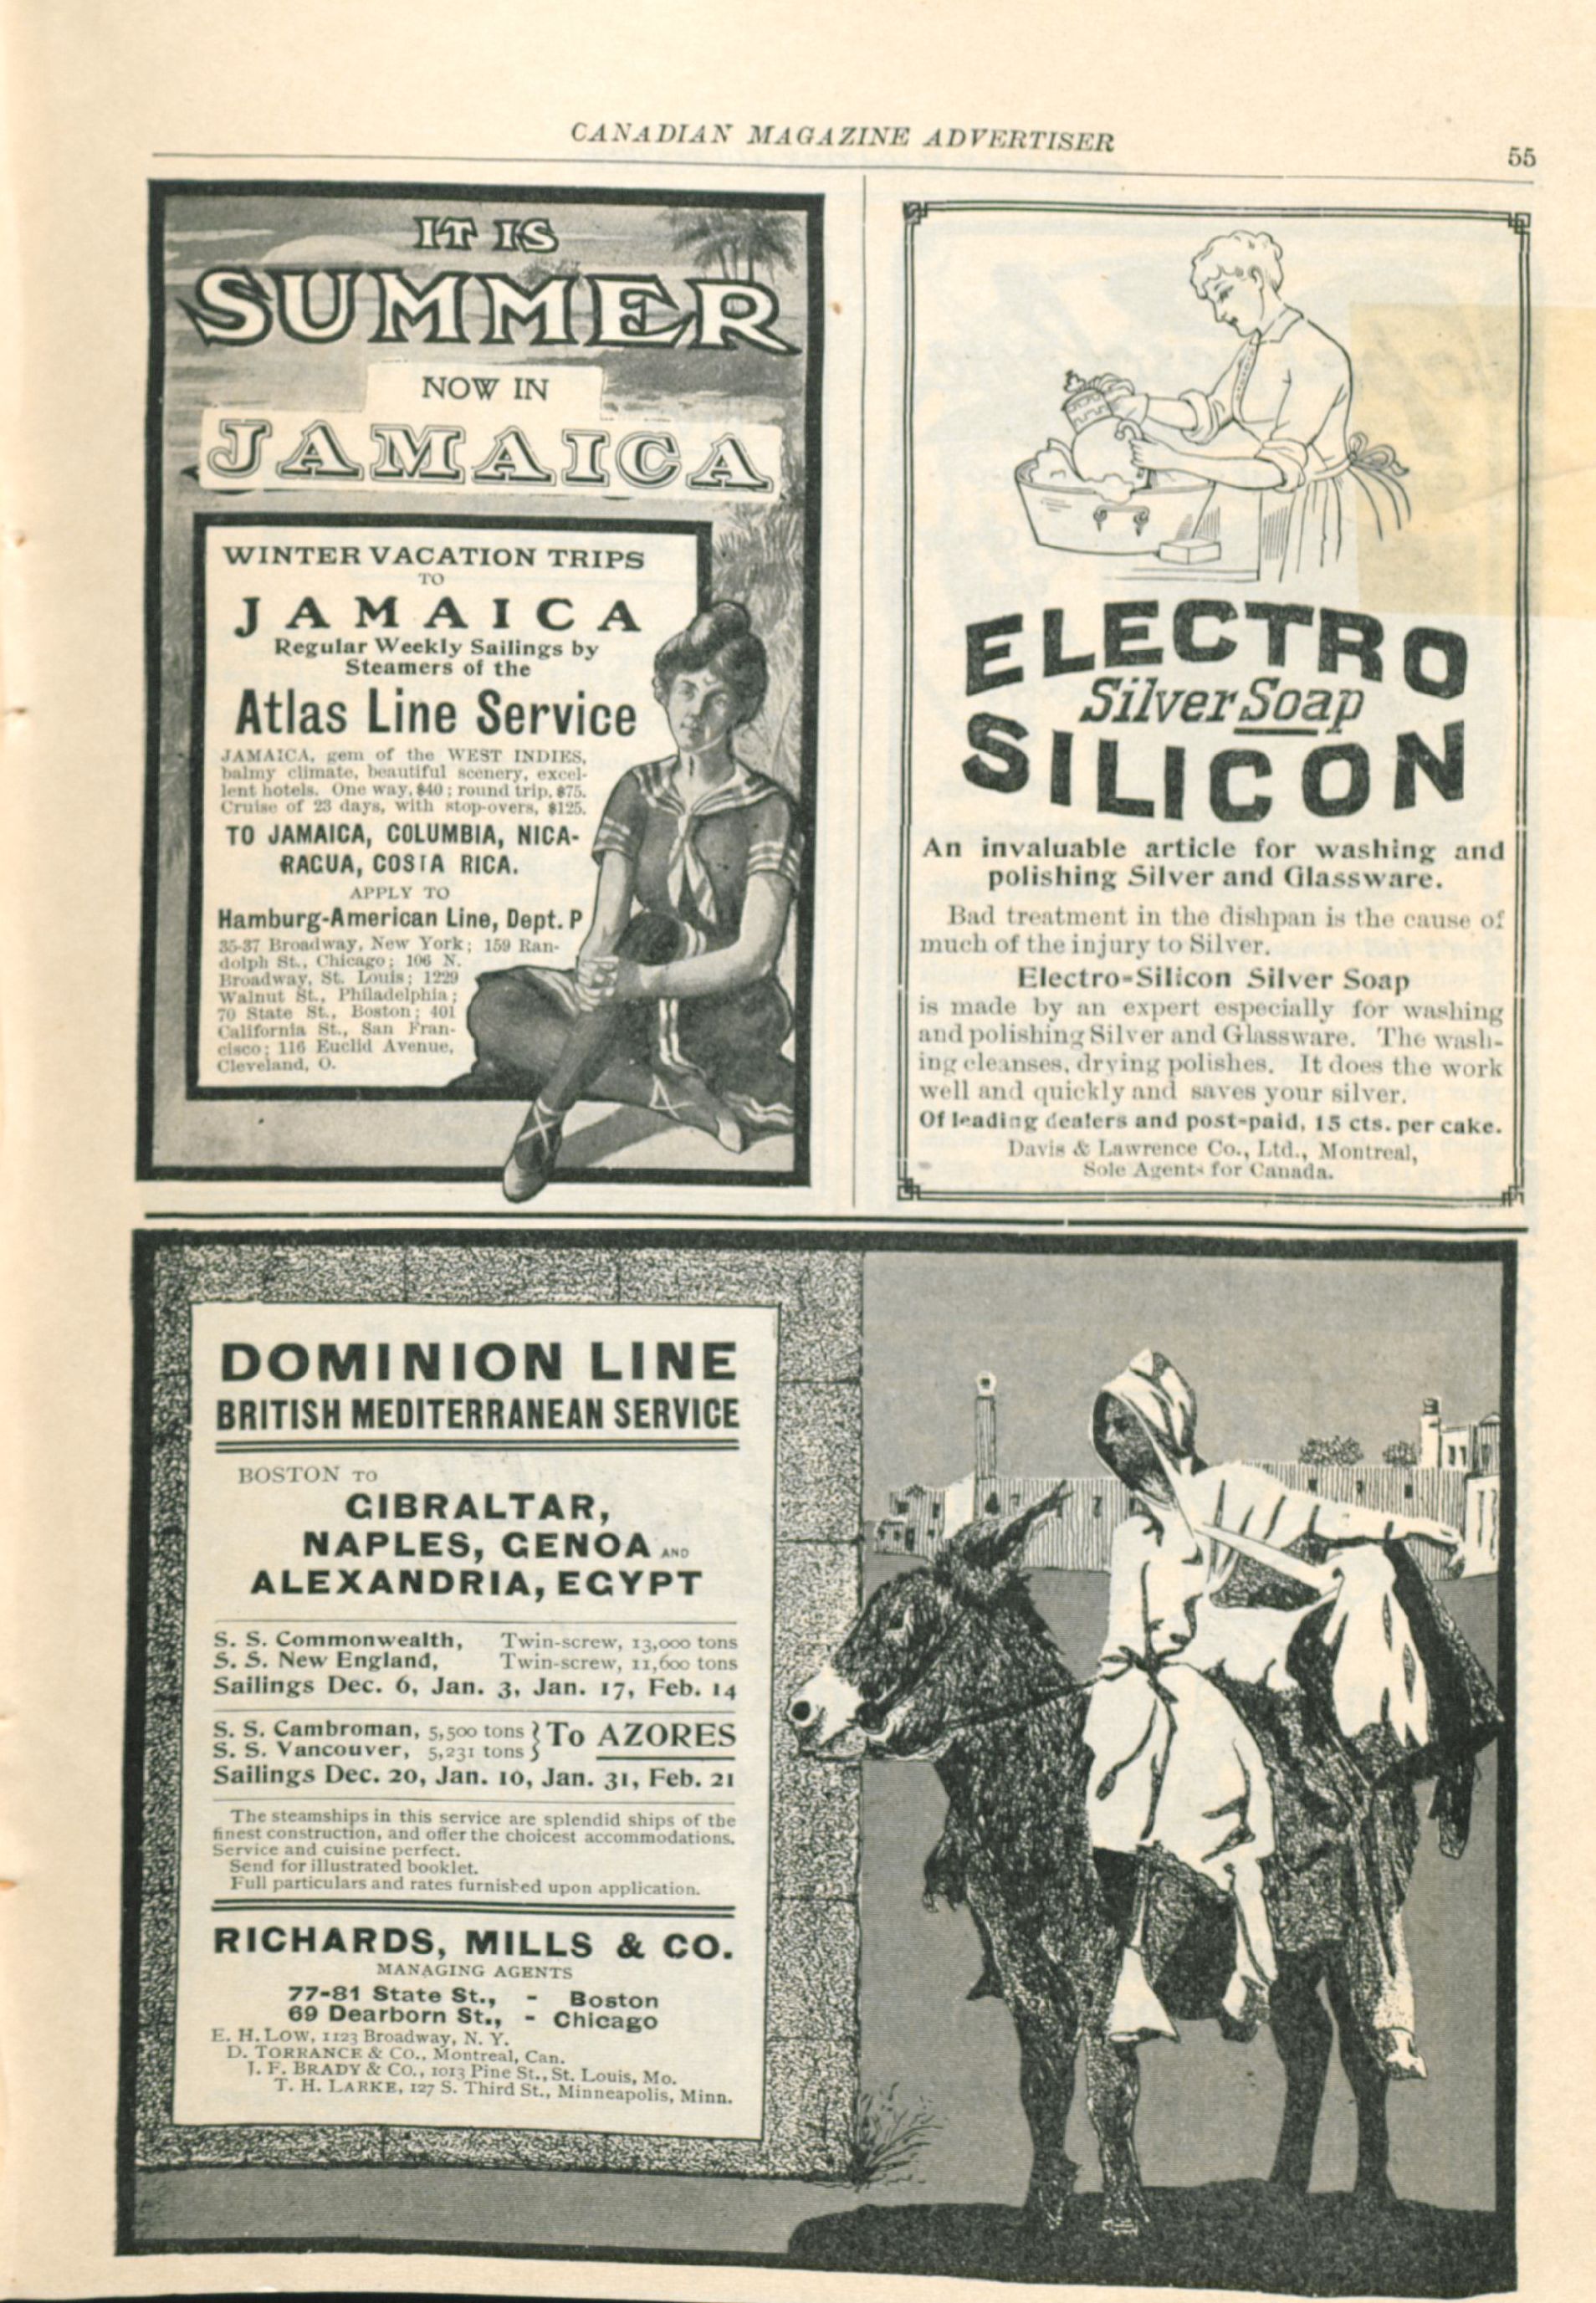 CANADIAN MAGAZINE ADVERTISER
55
IT IS
SUMMER
NOW IN
JAMAICA
WINTER VACATION TRIPS
TO
JAMAICA
Regular Weekly Sailings by
Steamers of the
Atlas Line Service
JAMAICA, gem of the WEST INDIES,
balmy climate, beautiful scenery, excel-
lent hotels. One way, $40; round trip, $75.
Cruise of 23 days, with stop-overs, $125.
TO JAMAICA, COLUMBIA, NICA-
RAGUA, COSTA RICA.
APPLY TO
Hamburg-American Line, Dept. P
35-37 Broadway, New York; 159 Ran-
dolph St., Chicago; 106 N.
Broadway, St. Louis; 1229
Walnut St., Philadelphia;
70 State St., Boston; 401
California St., San Fran-
cisco; 116 Euclid Avenue,
Cleveland, O.
ELECTRO
Silver Soap
SILICON
An invaluable article for washing and
polishing Silver and Glassware.
Bad treatment in the dishpan is the cause of
much of the injury to Silver.
Electro-Silicon Silver Soap
is made by an expert especially for washing
and polishing Silver and Glassware. The wash-
ing cleanses, drying polishes. It does the work
well and quickly and saves your silver.
Of leading dealers and post-paid, 15 cts. per cake.
Davis & Lawrence Co., Ltd., Montreal,
Sole Agents for Canada.
DOMINION LINE
BRITISH MEDITERRANEAN SERVICE
BOSTON TO
GIBRALTAR,
NAPLES, GENOA AND
ALEXANDRIA, EGYPT
S. S. Commonwealth, Twin-screw, 13,000 tons
S. S. New England, Twin-screw, 11,600 tons
Sailings Dec. 6, Jan. 3, Jan. 17, Feb. 14
S. S. Cambroman, 5,500 tons } To AZORES
S. S. Vancouver, 5,231 tons
Sailings Dec. 20, Jan. 10, Jan. 31, Feb. 21
The steamships in this service are splendid ships of the
finest construction, and offer the choicest accommodations.
Service and cuisine perfect.
Send for illustrated booklet.
Full particulars and rates furnished upon application.
RICHARDS, MILLS & CO.
MANAGING AGENTS
77-81 State St., - Boston
69 Dearborn St., - Chicago
E. H. LOW, 1123 Broadway, N. Y.
D. TORRANCE & CO., Montreal, Can.
J. F. BRADY & CO., 1013 Pine St., St. Louis, Mo.
T. H. LARKE, 127 S. Third St., Minneapolis, Minn.